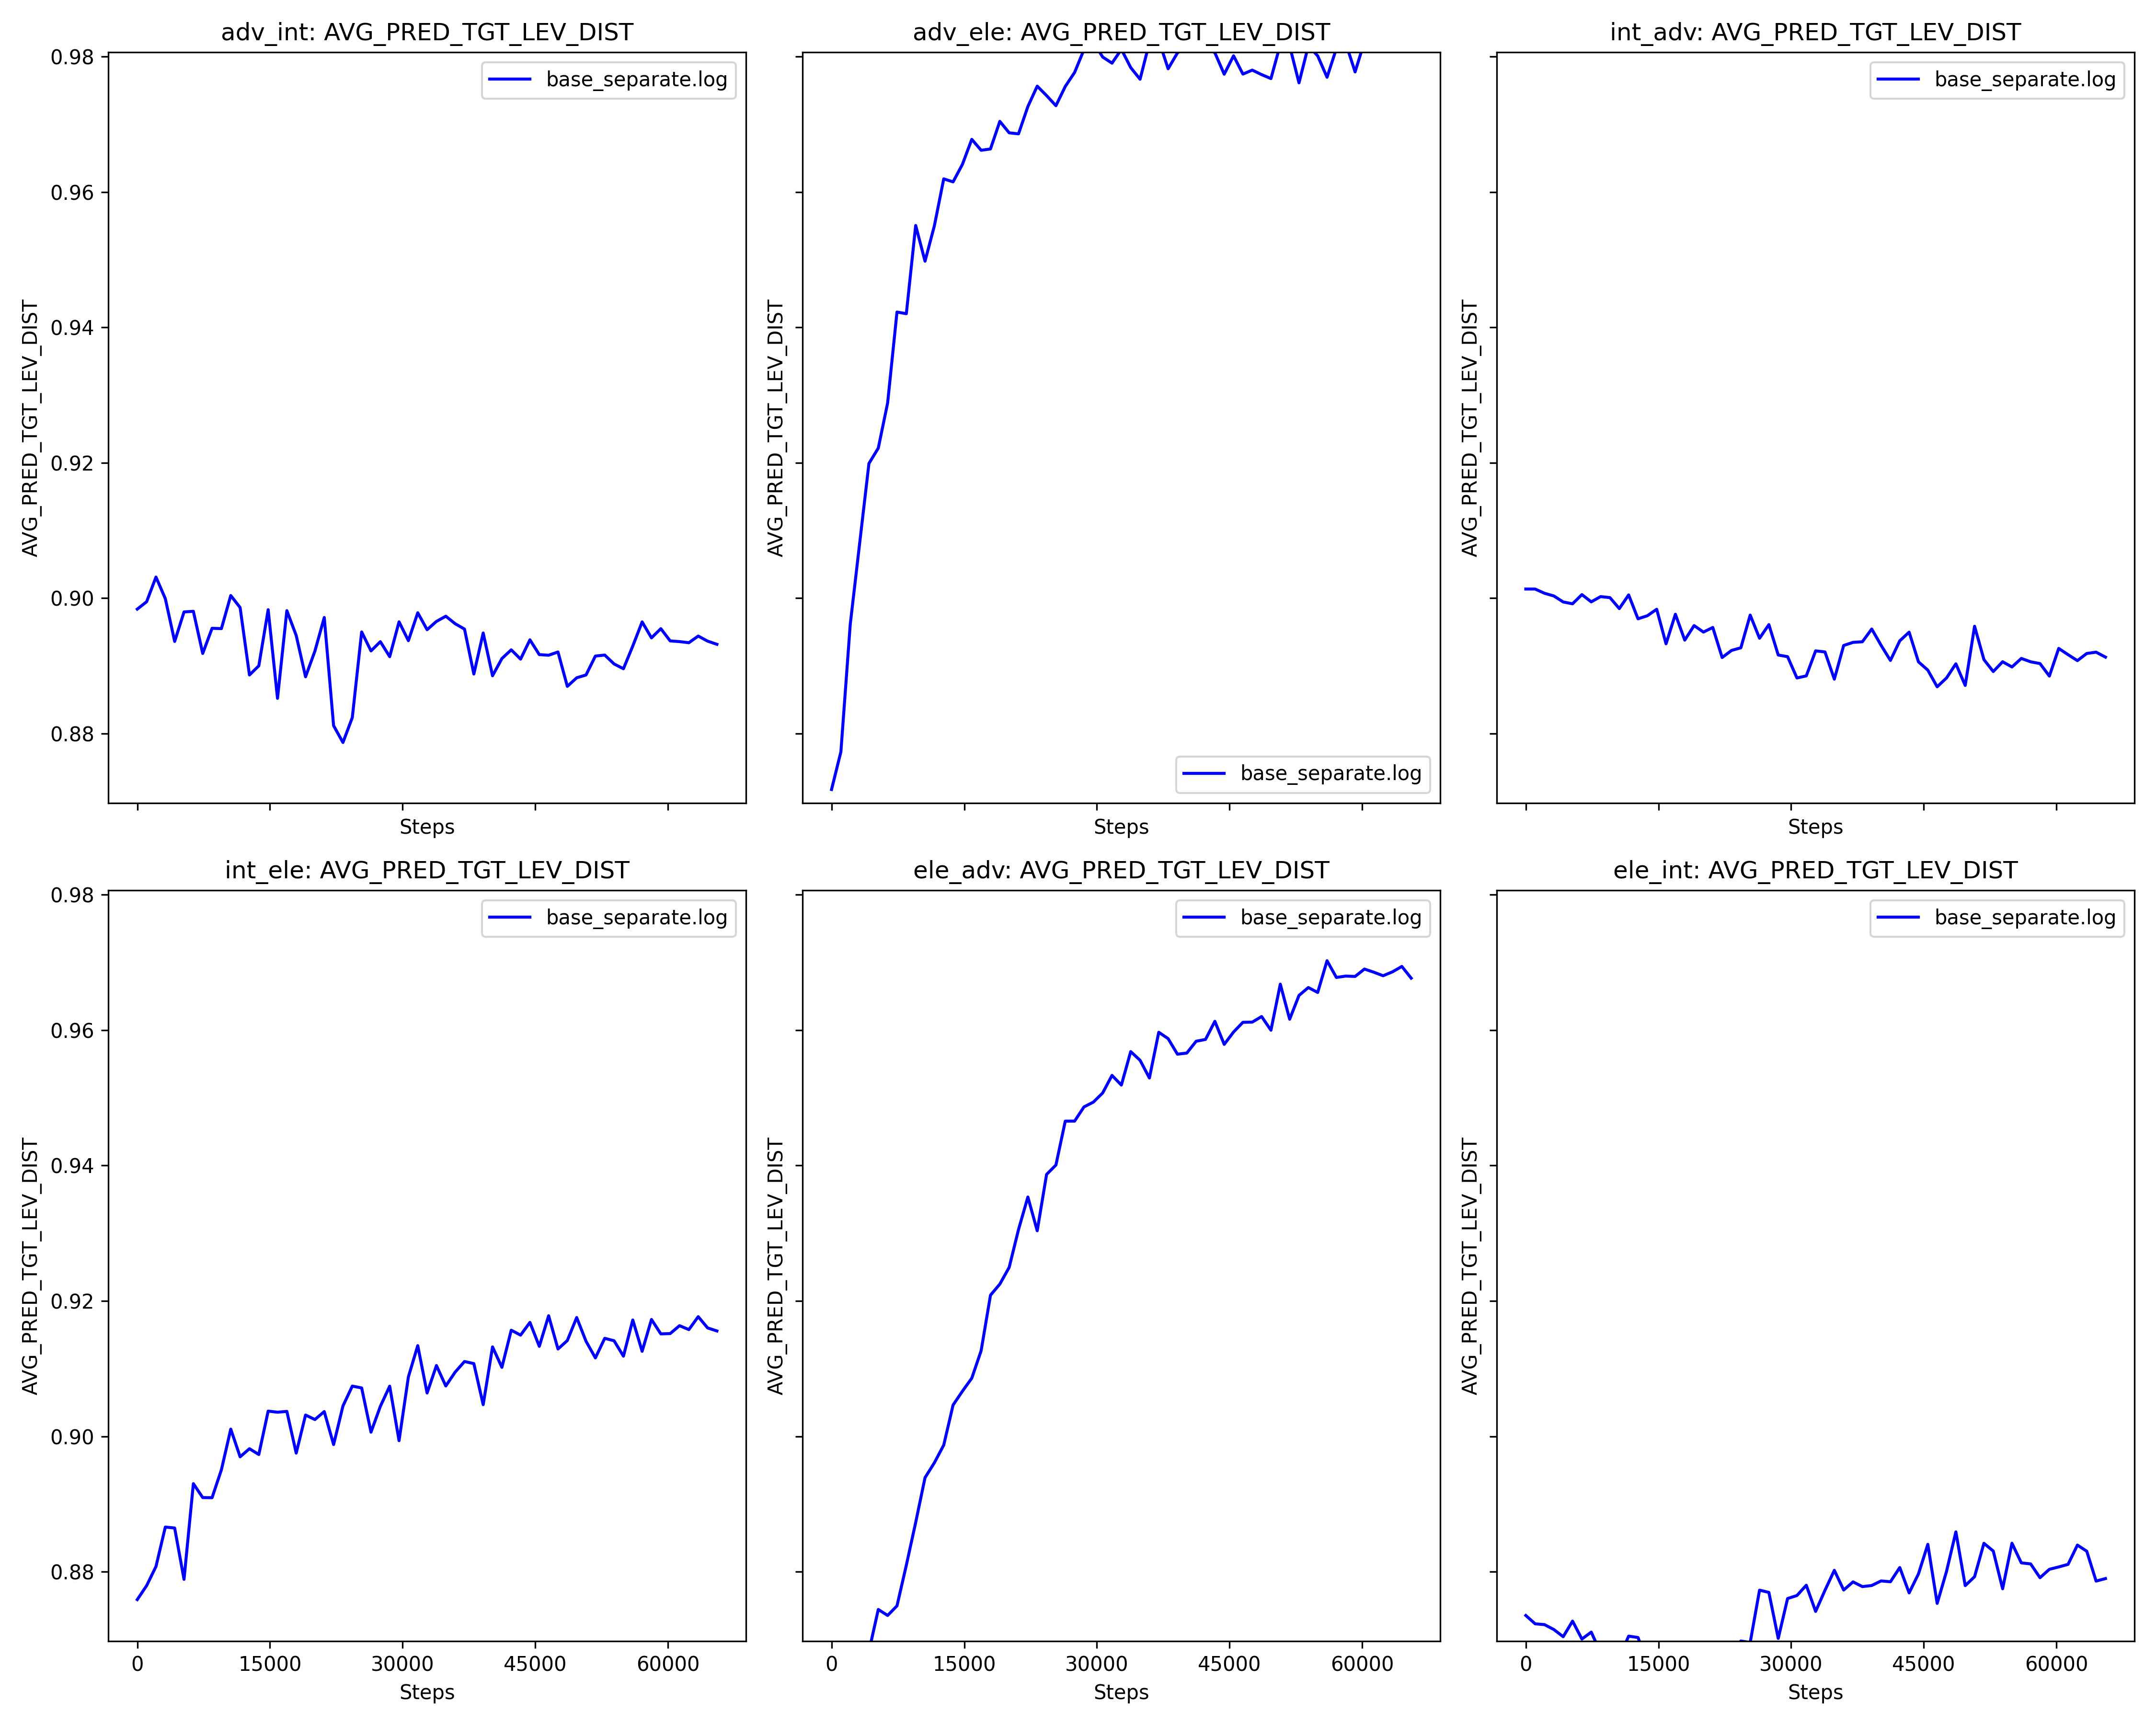 adv_int: AVG_PRED_TGT_LEV_DIST
0.98
0.96
0.94
0.92
0.90
0.88
AVG_PRED_TGT_LEV_DIST
base_separate.log
Steps
adv_ele: AVG_PRED_TGT_LEV_DIST
AVG_PRED_TGT_LEV_DIST
base_separate.log
Steps
int_adv: AVG_PRED_TGT_LEV_DIST
AVG_PRED_TGT_LEV_DIST
base_separate.log
Steps
int_ele: AVG_PRED_TGT_LEV_DIST
0.98
0.96
0.94
0.92
0.90
0.88
AVG_PRED_TGT_LEV_DIST
base_separate.log
0 15000 30000 45000 60000
Steps
ele_adv: AVG_PRED_TGT_LEV_DIST
AVG_PRED_TGT_LEV_DIST
base_separate.log
0 15000 30000 45000 60000
Steps
ele_int: AVG_PRED_TGT_LEV_DIST
AVG_PRED_TGT_LEV_DIST
base_separate.log
0 15000 30000 45000 60000
Steps